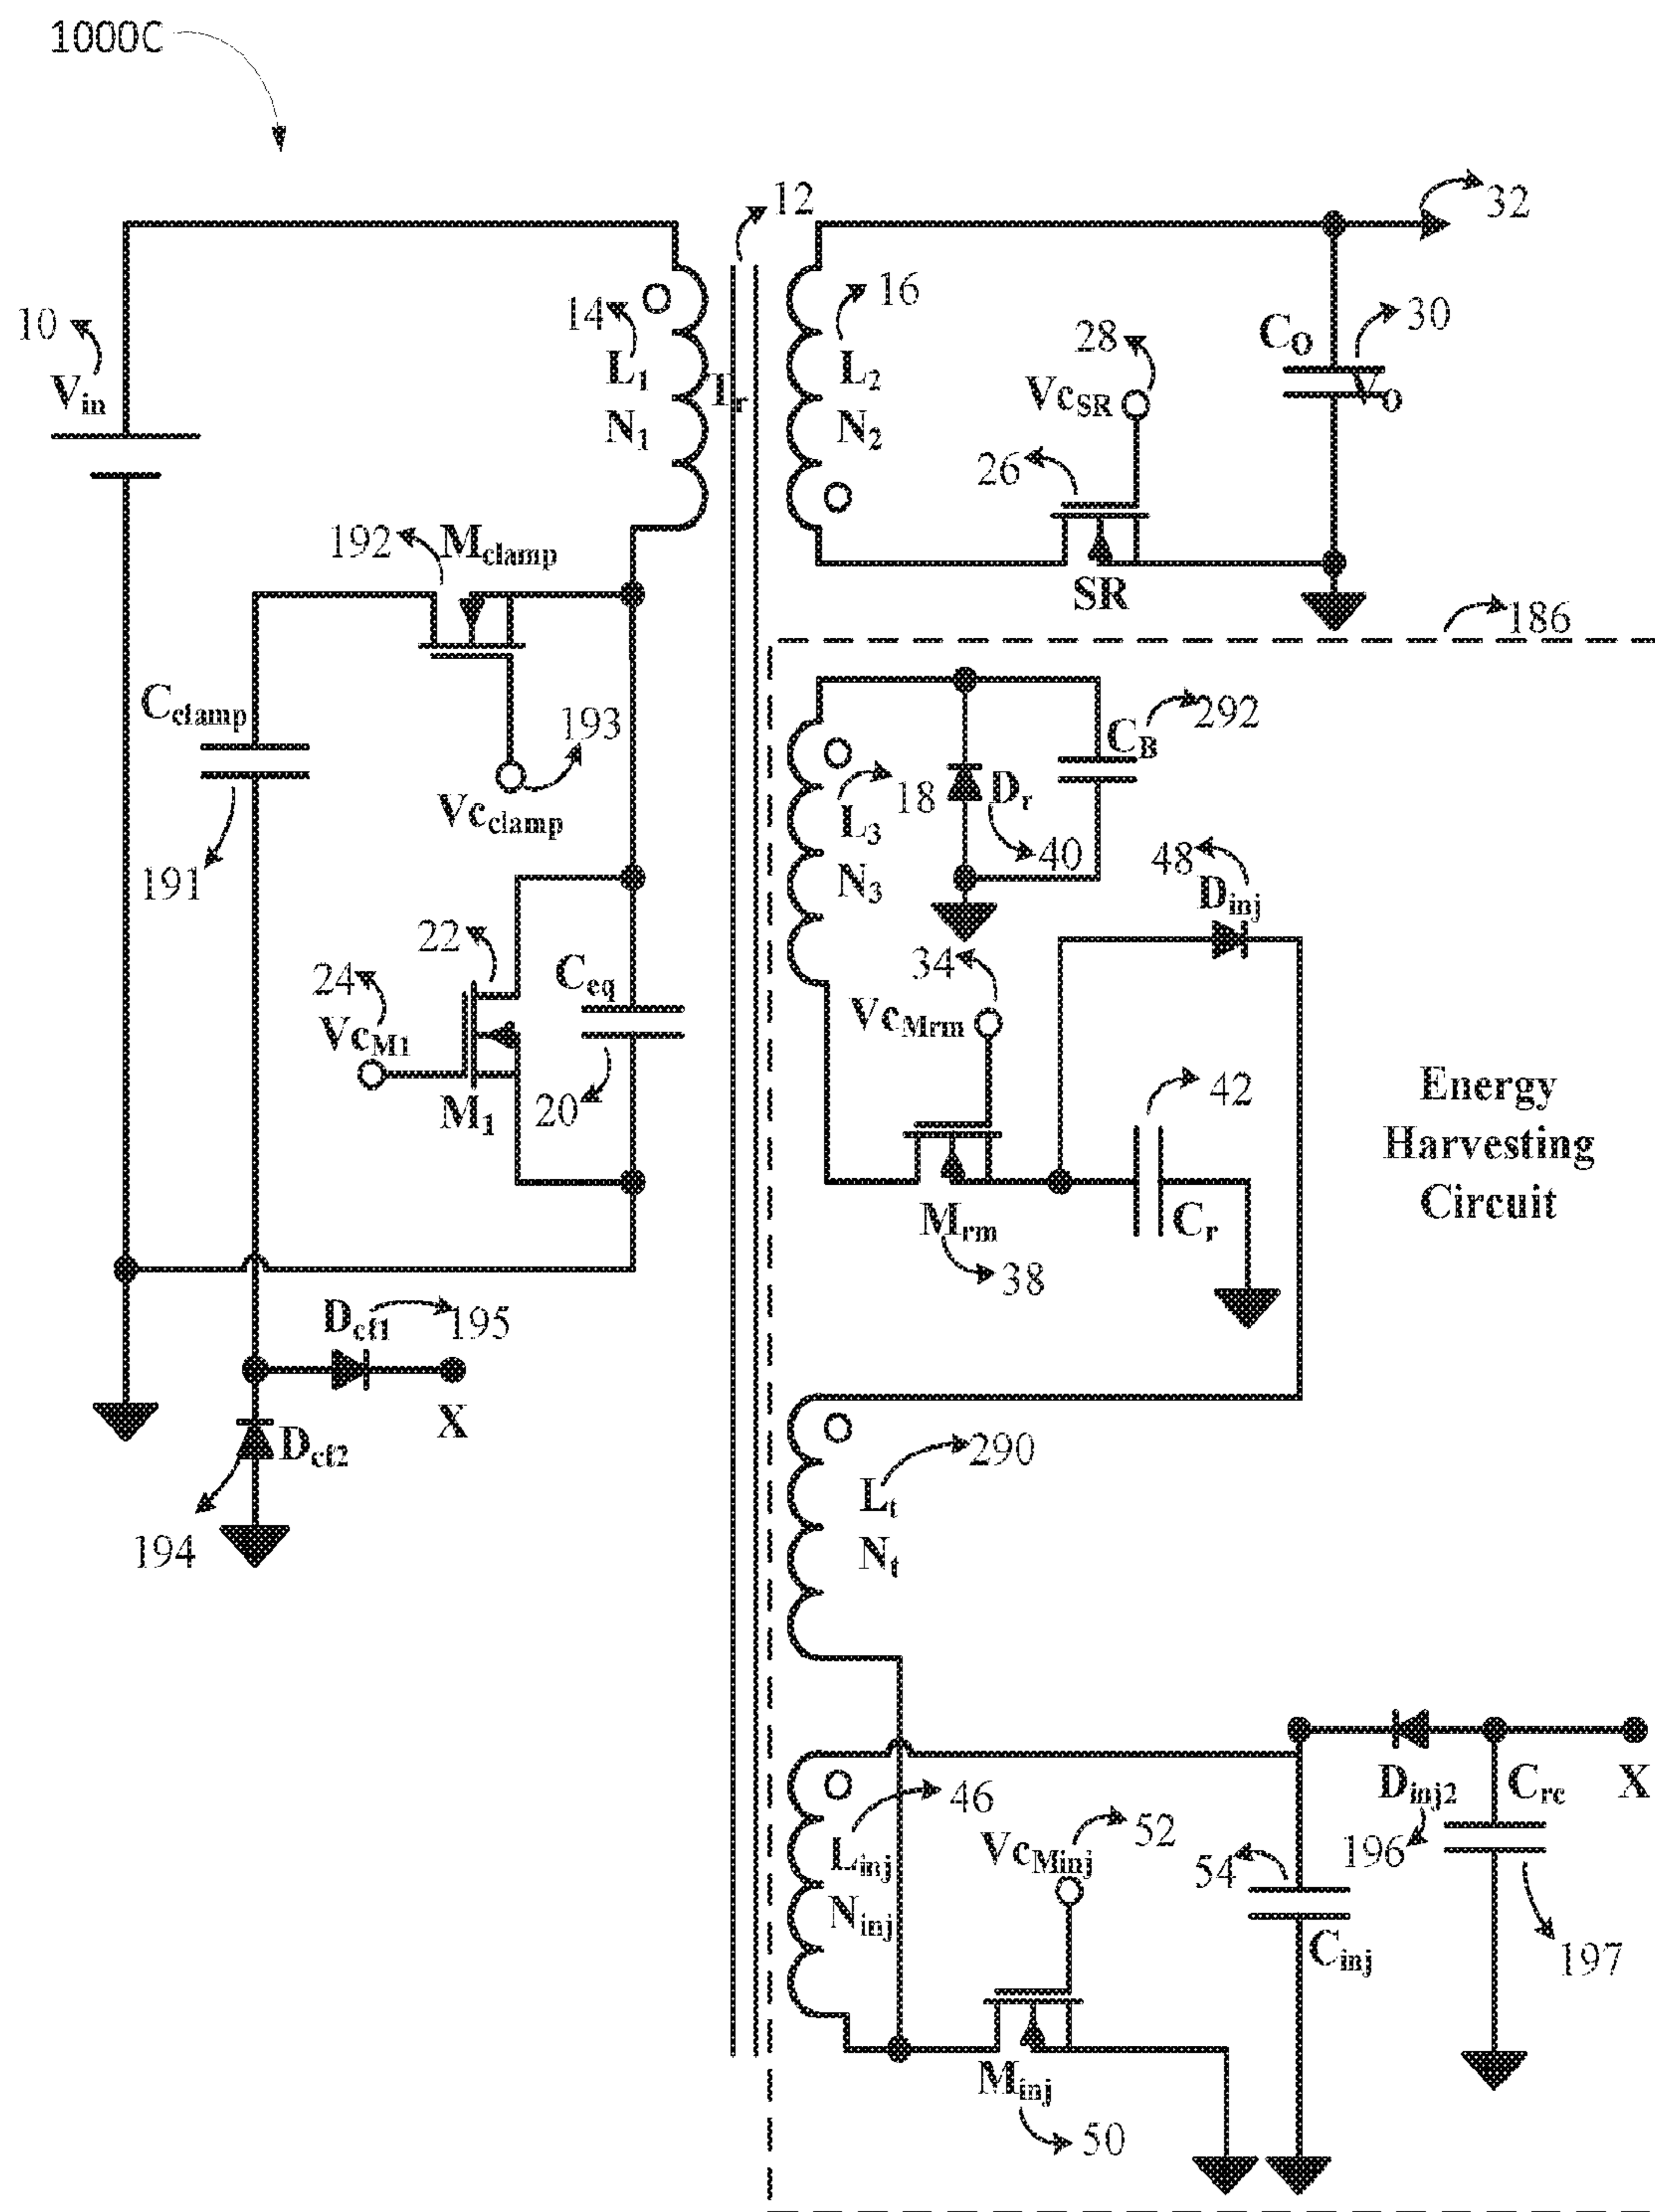 1000C
12
32
10
Vin
14
L1
N1
Tr
16
L2
N2
28
VcSR
26
SR
CO
30
VO
192
Mclamp
186
Cclamp
193
Vcclamp
191
CB
292
18
L3
N3
Dr
40
48
Dinj
22
24
VcM1
M1
Ceq
20
34
VcMrm
42
Mrm
38
Cr
Energy
Harvesting
Circuit
Dcf1
195
X
Dcf2
194
290
Lt
Nt
46
Linj
Ninj
VcMinj
52
54
Cinj
Dinj2
196
Crc
X
197
Minj
50